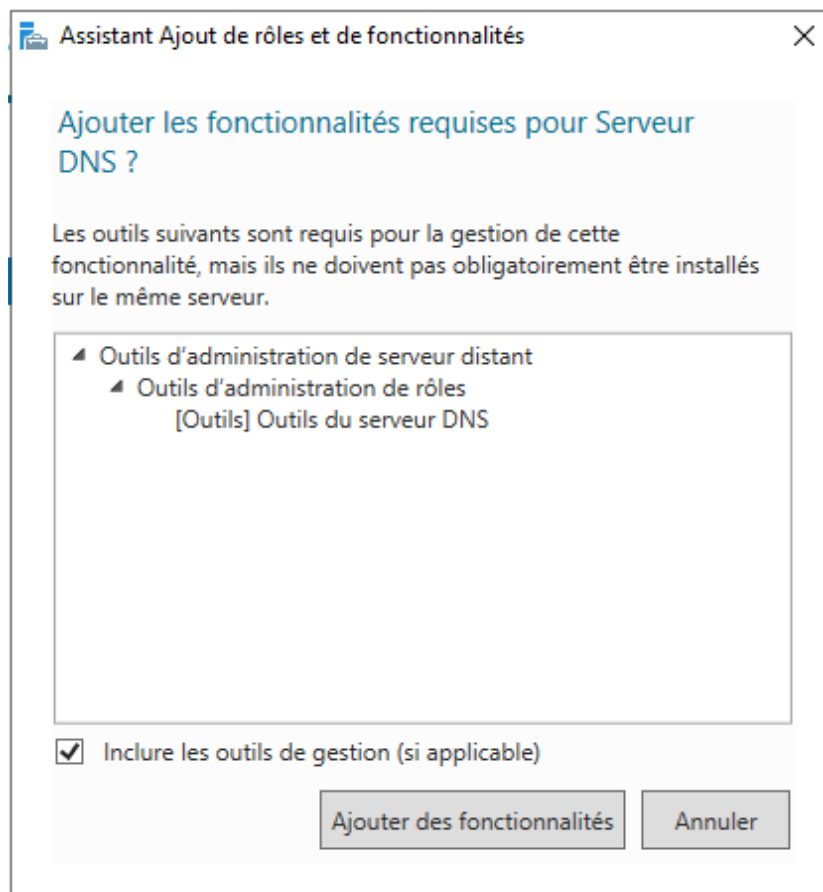 Assistant Ajout de rôles et de fonctionnalités
Ajouter les fonctionnalités requises pour Serveur
DNS ?
Les outils suivants sont requis pour la gestion de cette
fonctionnalité, mais ils ne doivent pas obligatoirement être installés
sur le même serveur.
Outils d'administration de serveur distant
Outils d'administration de rôles
[Outils] Outils du serveur DNS
Inclure les outils de gestion (si applicable)
Ajouter des fonctionnalités
Annuler